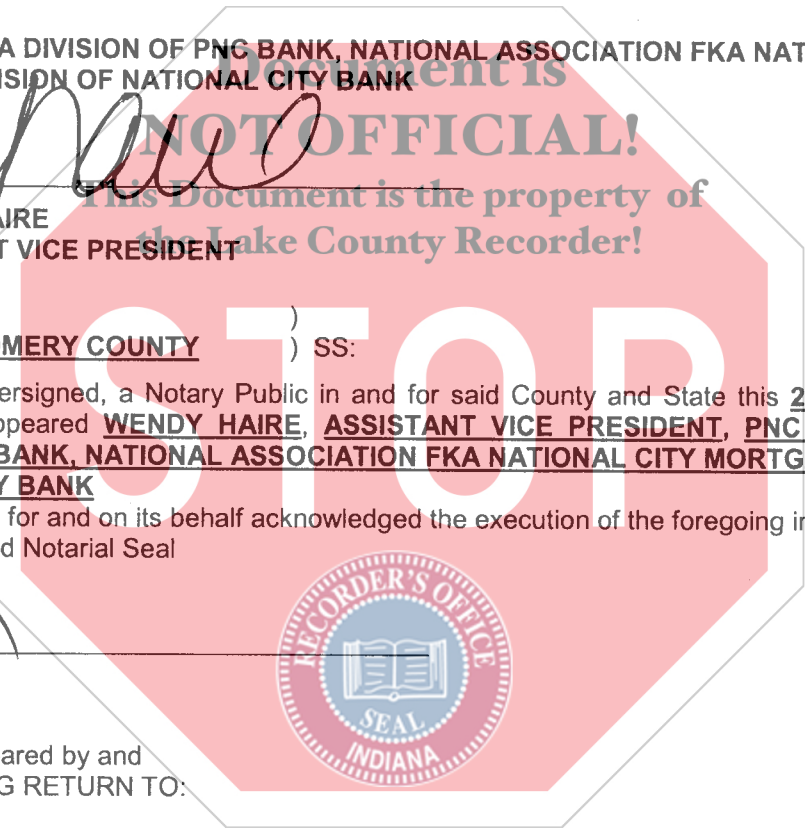 A DIVISION OF PNC BANK, NATIONAL ASSOCIATION FKA NAT
ISION OF NATIONAL CITY BANK
Document is
NOT OFFICIAL!
This Document is the property of
the Lake County Recorder!
AIRE
T VICE PRESIDENT
)
MERY COUNTY ) SS:
ersigned, a Notary Public in and for said County and State this 2
ppeared WENDY HAIRE, ASSISTANT VICE PRESIDENT, PNC
BANK, NATIONAL ASSOCIATION FKA NATIONAL CITY MORTG
Y BANK
for and on its behalf acknowledged the execution of the foregoing in
d Notarial Seal
STOP
RECORDER'S OFFICE
SEAL
INDIANA
ared by and
G RETURN TO: